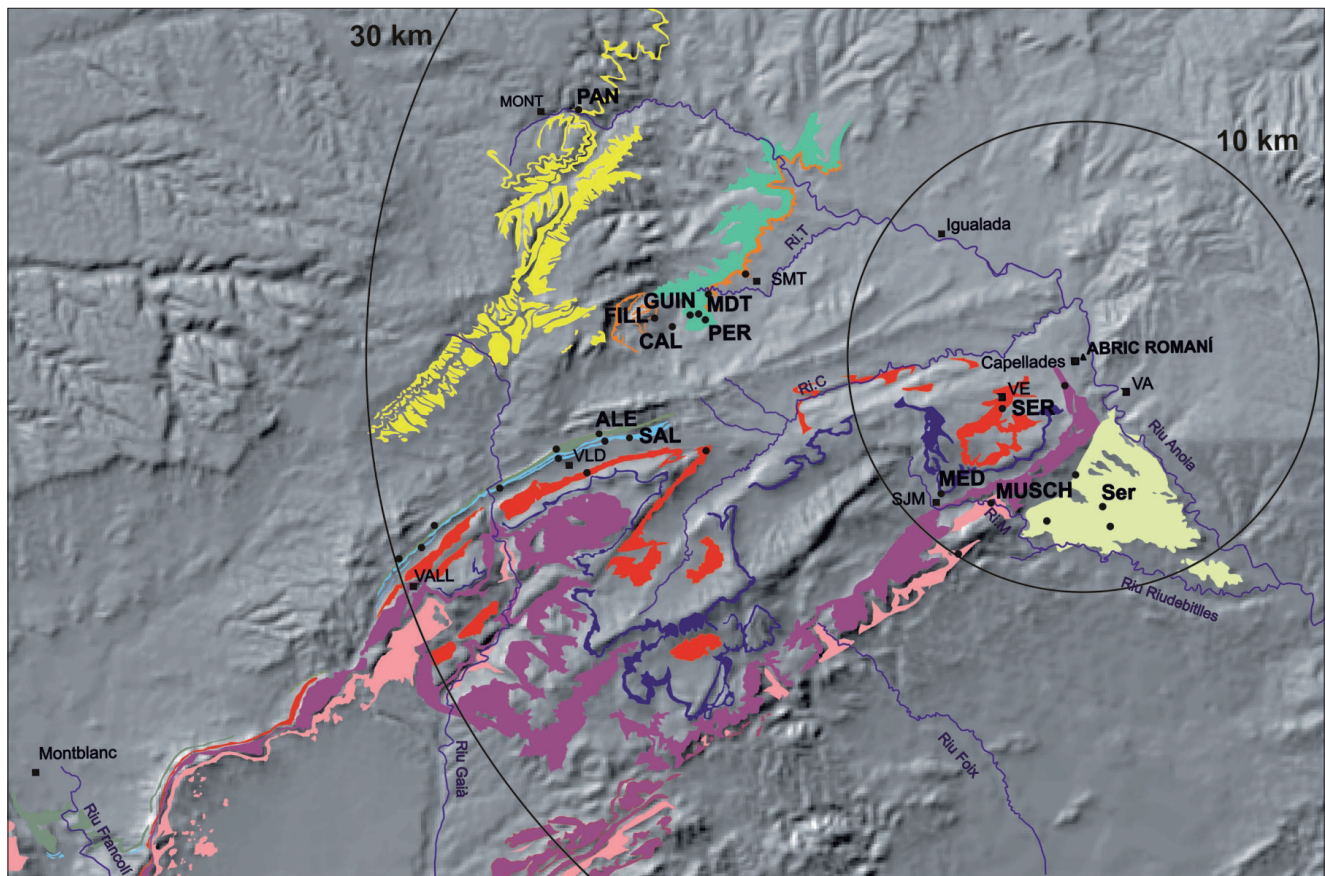 30 km
MONT
PAN
10 km
Igualada
Ri.T
SMT
GUIN
MDT
FILL
CAL
PER
Capellades
ABRIC ROMANÍ
Ri.C
VE
VA
SER
ALE
SAL
VLD
Riu Anoia
MED
SJM
MUSCH
Ser
Ri.M
VALL
Riu Riudebitlles
Montblanc
Riu Gaià
Riu Foix
Riu Francolí